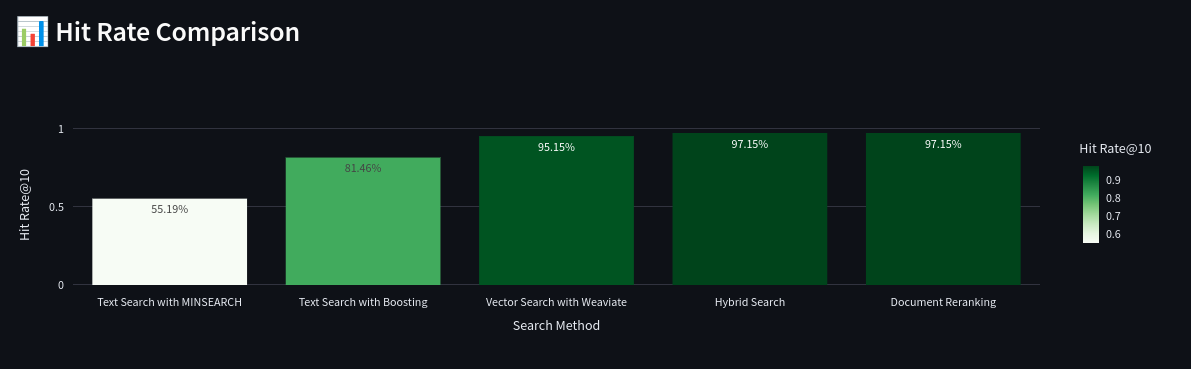 📊 Hit Rate Comparison
Hit Rate@10
1
0.5
0
55.19%
81.46%
95.15%
97.15%
97.15%
Text Search with MINSEARCH
Text Search with Boosting
Vector Search with Weaviate
Hybrid Search
Document Reranking
Search Method
Hit Rate@10
0.9
0.8
0.7
0.6